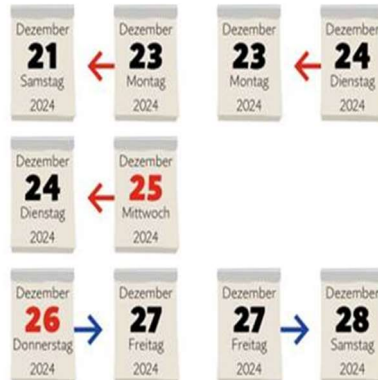 Dezember
21
Samstag
2024
Dezember
23
Montag
2024
Dezember
23
Montag
2024
Dezember
24
Dienstag
2024
Dezember
24
Dienstag
2024
Dezember
25
Mittwoch
2024
Dezember
26
Donnerstag
2024
Dezember
27
Freitag
2024
Dezember
27
Freitag
2024
Dezember
28
Samstag
2024